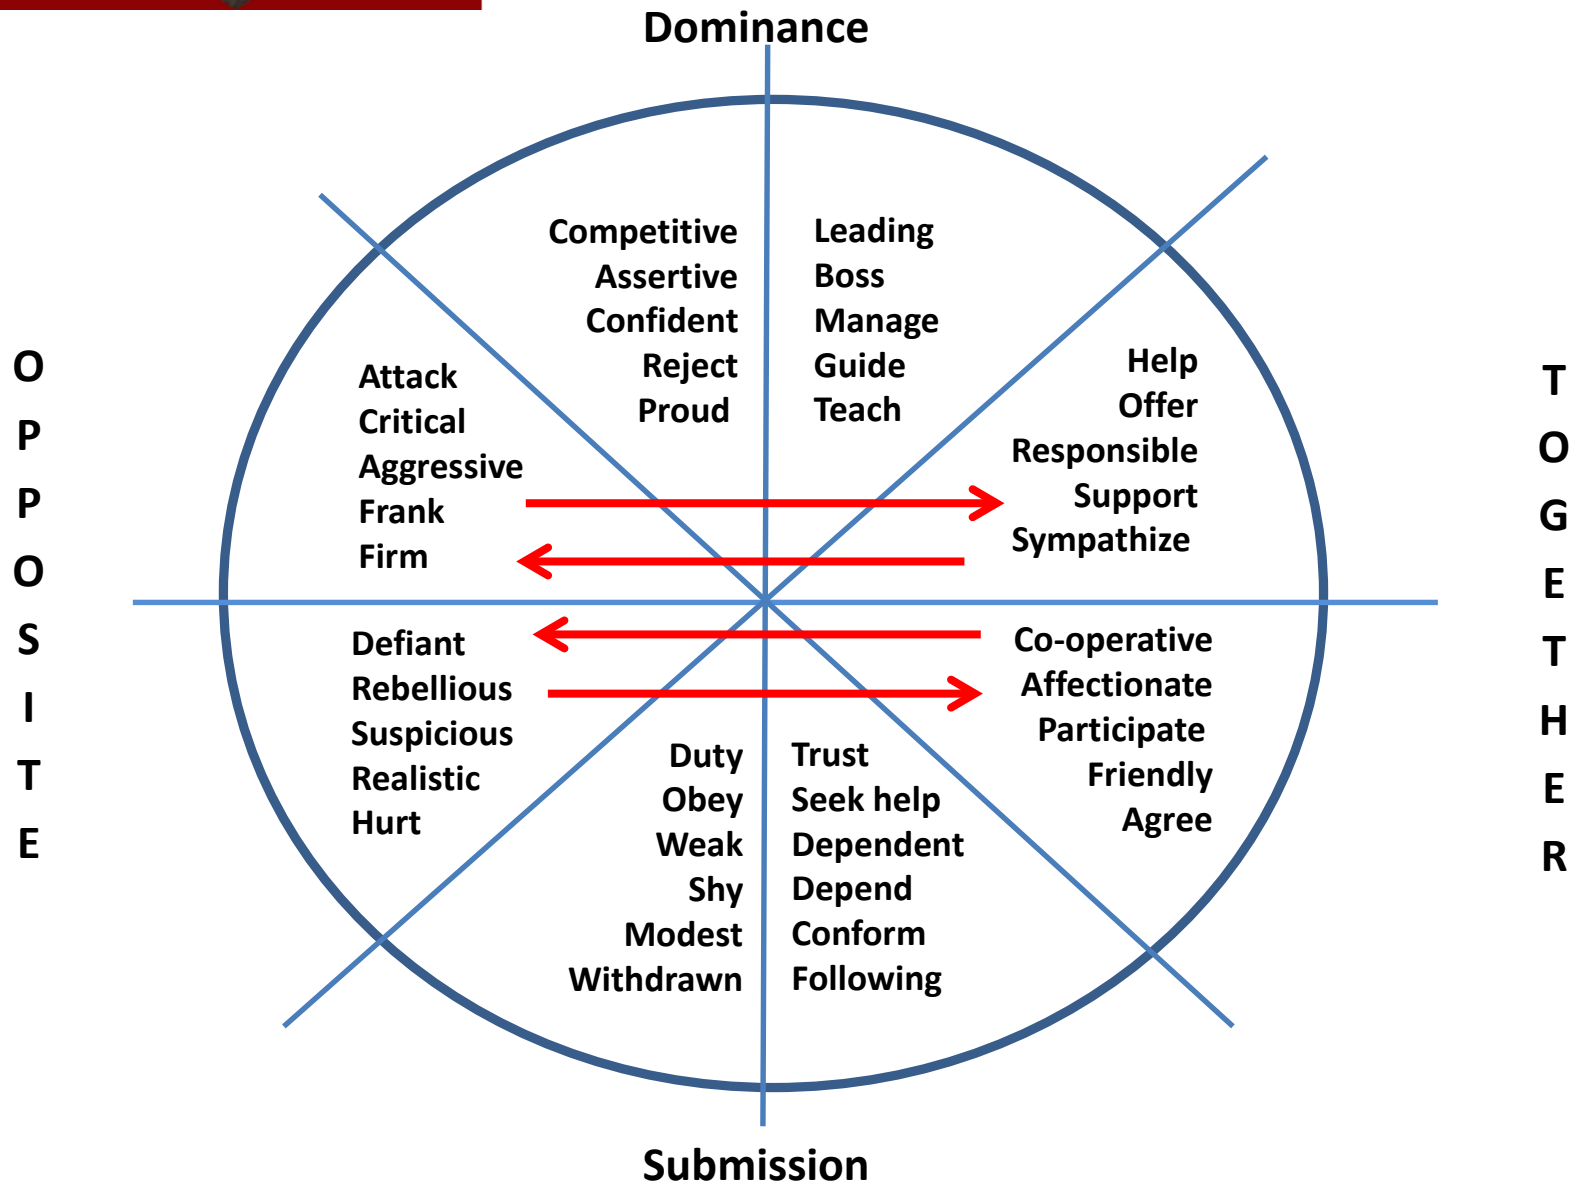 Dominance
Competitive
Assertive
Confident
Reject
Proud
Leading
Boss
Manage
Guide
Teach
Attack
Critical
Aggressive
Frank
Firm
Help
Offer
Responsible
Support
Sympathize
O
P
P
O
S
I
T
E
T
O
G
E
T
H
E
R
Defiant
Rebellious
Suspicious
Realistic
Hurt
Co-operative
Affectionate
Participate
Friendly
Agree
Duty
Obey
Weak
Shy
Modest
Withdrawn
Trust
Seek help
Dependent
Depend
Conform
Following
Submission